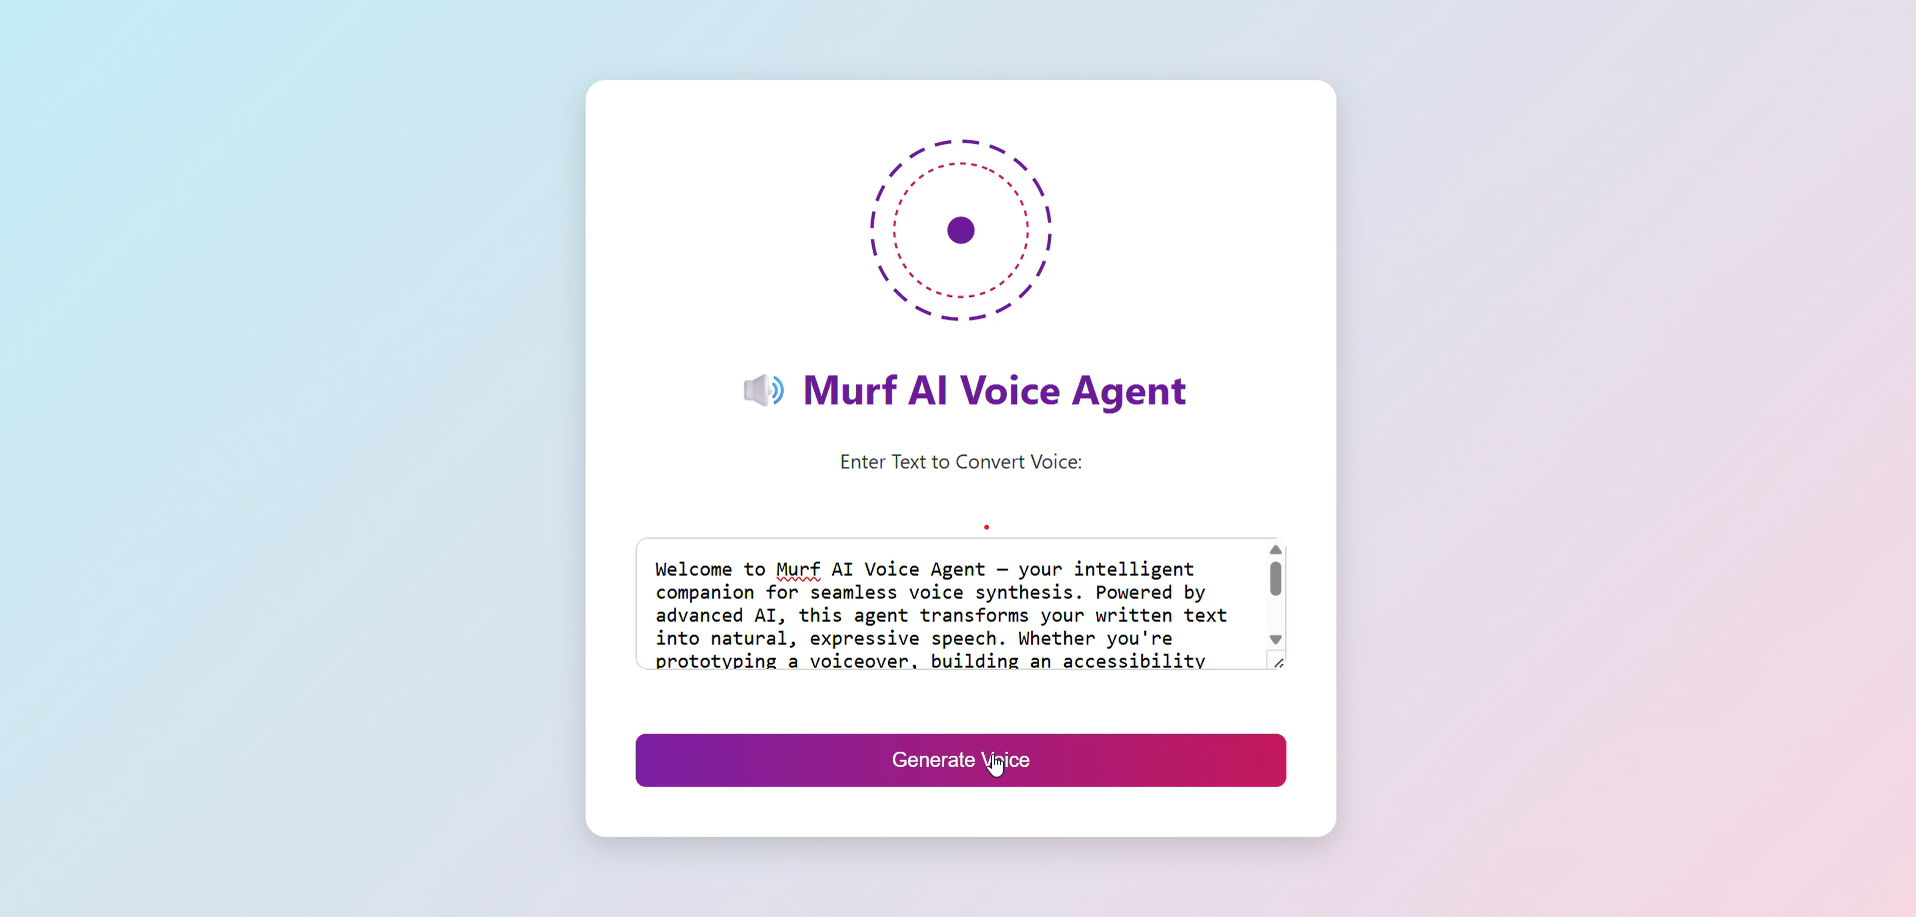 🔊 Murf AI Voice Agent
Enter Text to Convert Voice:
Welcome to Murf AI Voice Agent — your intelligent
companion for seamless voice synthesis. Powered by
advanced AI, this agent transforms your written text
into natural, expressive speech. Whether you're
prototyping a voiceover, building an accessibility
Generate Voice